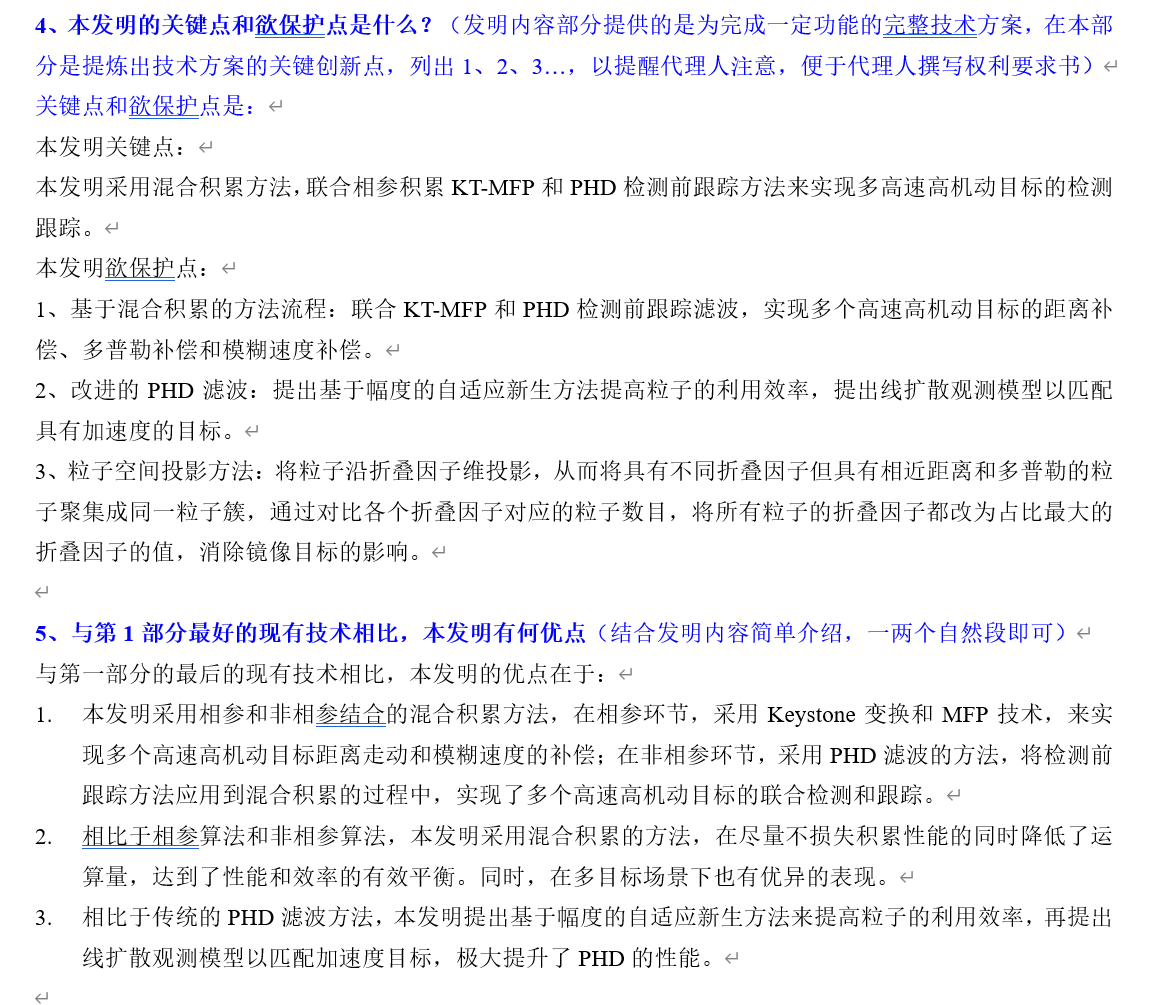 4、本发明的关键点和欲保护点是什么？（发明内容部分提供的是为完成一定功能的完整技术方案，在本部
分是提炼出技术方案的关键创新点，列出 1、2、3…，以提醒代理人注意，便于代理人撰写权利要求书）
关键点和欲保护点是：
本发明关键点：
本发明采用混合积累方法，联合相参积累 KT-MFP 和 PHD 检测前跟踪方法来实现多高速高机动目标的检测
跟踪。
本发明欲保护点：
1、基于混合积累的方法流程：联合 KT-MFP 和 PHD 检测前跟踪滤波，实现多个高速高机动目标的距离补
偿、多普勒补偿和模糊速度补偿。
2、改进的 PHD 滤波：提出基于幅度的自适应新生方法提高粒子的利用效率，提出线扩散观测模型以匹配
具有加速度的目标。
3、粒子空间投影方法：将粒子沿折叠因子维投影，从而将具有不同折叠因子但具有相近距离和多普勒的粒
子聚集成同一粒子簇，通过对比各个折叠因子对应的粒子数目，将所有粒子的折叠因子都改为占比最大的
折叠因子的值，消除镜像目标的影响。
5、与第 1 部分最好的现有技术相比，本发明有何优点（结合发明内容简单介绍，一两个自然段即可）
与第一部分的最后的现有技术相比，本发明的优点在于：
1. 本发明采用相参和非相参结合的混合积累方法，在相参环节，采用 Keystone 变换和 MFP 技术，来实
现多个高速高机动目标距离走动和模糊速度的补偿；在非相参环节，采用 PHD 滤波的方法，将检测前
跟踪方法应用到混合积累的过程中，实现了多个高速高机动目标的联合检测和跟踪。
2. 相比于相参算法和非相参算法，本发明采用混合积累的方法，在尽量不损失积累性能的同时降低了运
算量，达到了性能和效率的有效平衡。同时，在多目标场景下也有优异的表现。
3. 相比于传统的 PHD 滤波方法，本发明提出基于幅度的自适应新生方法来提高粒子的利用效率，再提出
线扩散观测模型以匹配加速度目标，极大提升了 PHD 的性能。